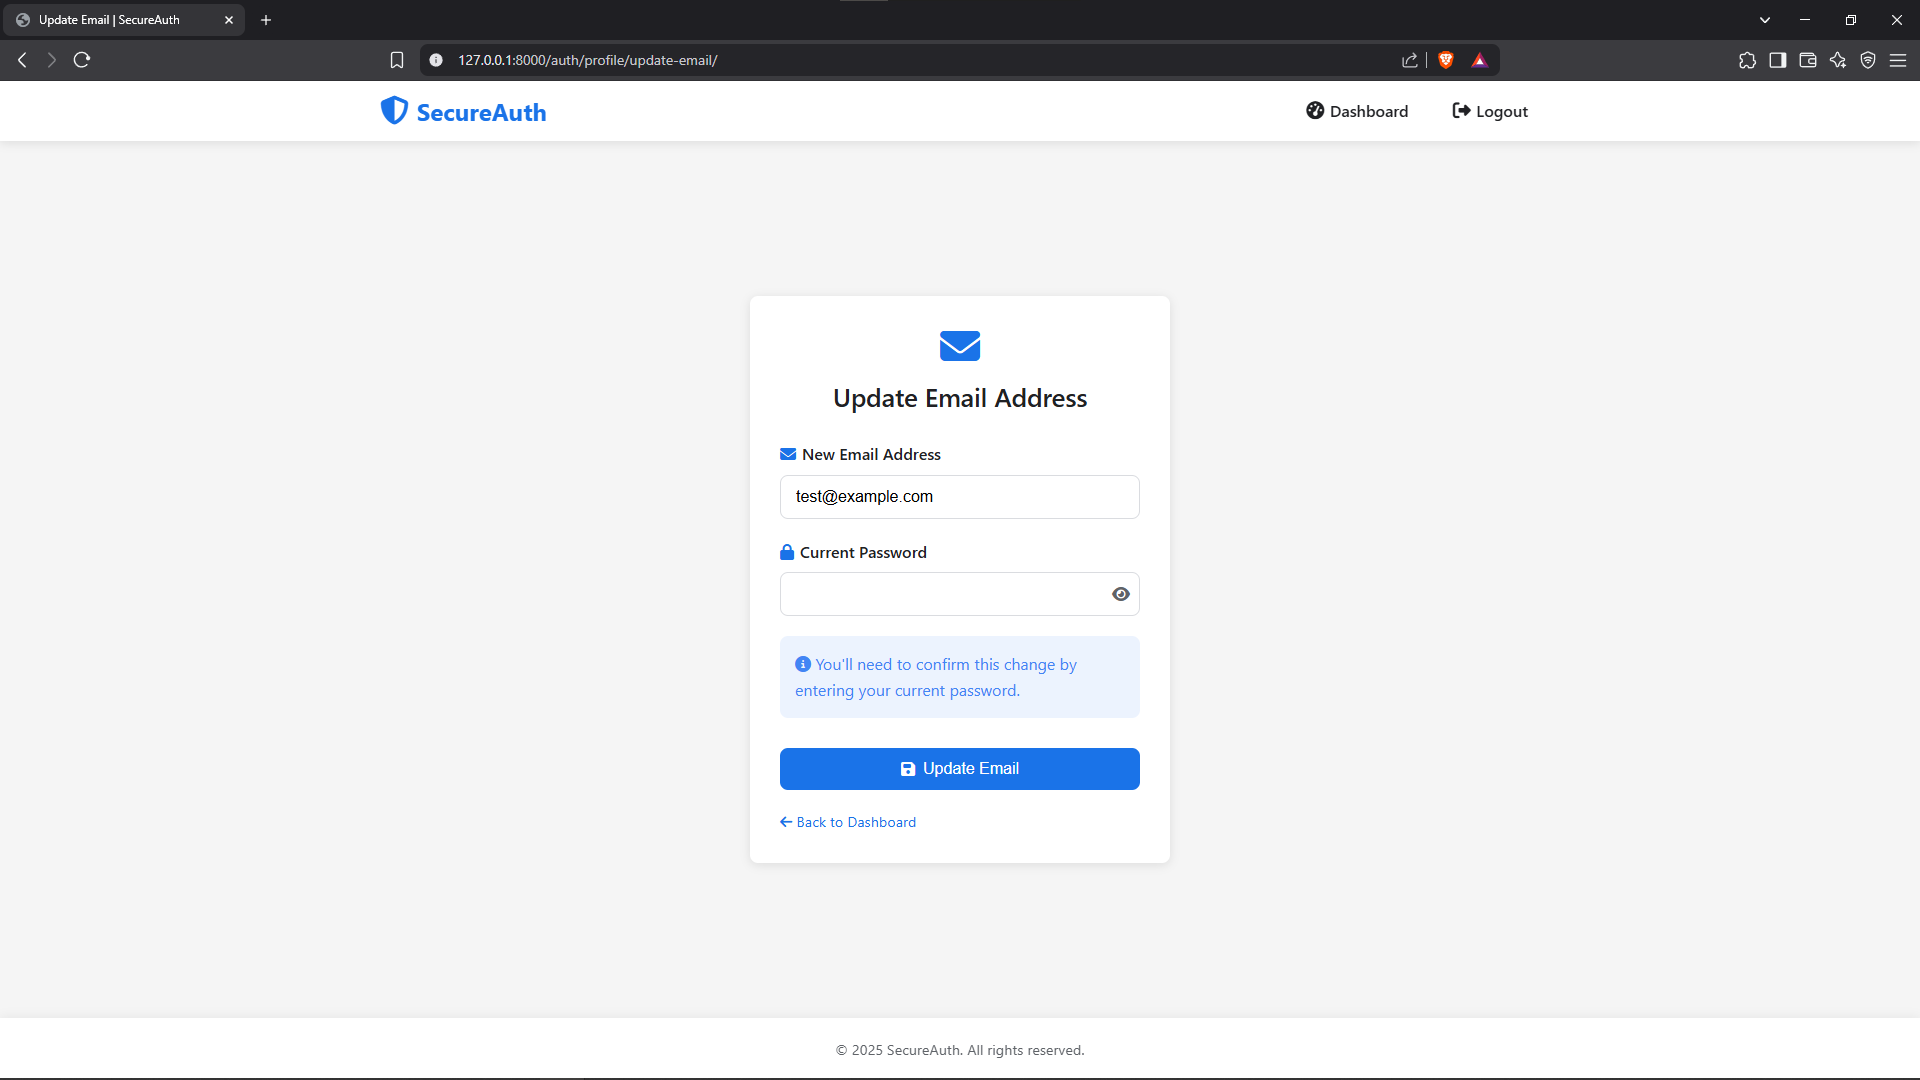 Update Email | SecureAuth
127.0.0.1:8000/auth/profile/update-email/
SecureAuth
Dashboard
Logout
Update Email Address
New Email Address
test@example.com
Current Password
You'll need to confirm this change by
entering your current password.
Update Email
Back to Dashboard
© 2025 SecureAuth. All rights reserved.